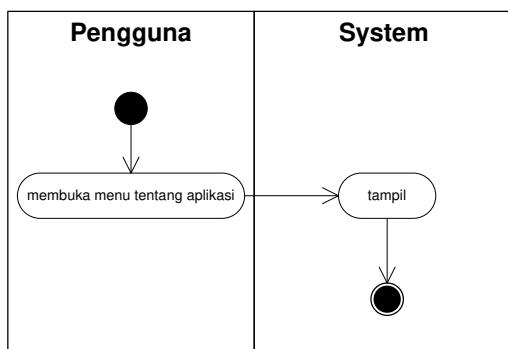 Pengguna
System
membuka menu tentang aplikasi
tampil